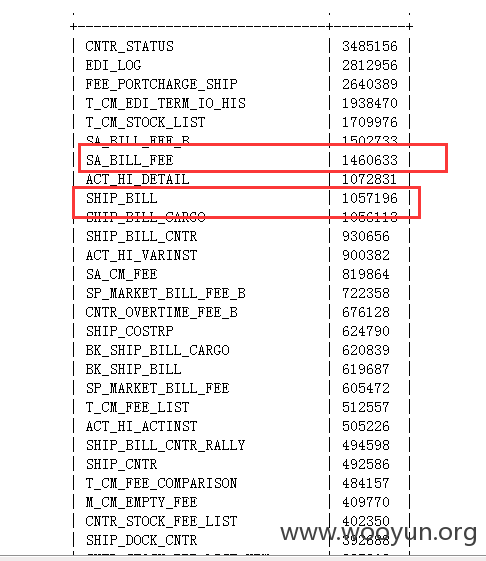 CNTR_STATUS | 3485156
EDI_LOG | 2812956
FEE_PORTCHARGE_SHIP | 2640389
T_CM_EDI_TERM_IO_HIS | 1938470
T_CM_STOCK_LIST | 1709976
SA_BILL_FEE_B | 1502733
SA_BILL_FEE | 1460633
ACT_HI_DETAIL | 1072831
SHIP_BILL | 1057196
SHIP_BILL_CARGO | 1056113
SHIP_BILL_CNTR | 930656
ACT_HI_VARINST | 900382
SA_CM_FEE | 819864
SP_MARKET_BILL_FEE_B | 722358
CNTR_OVERTIME_FEE_B | 676128
SHIP_COSTRP | 624790
BK_SHIP_BILL_CARGO | 620839
BK_SHIP_BILL | 619687
SP_MARKET_BILL_FEE | 605472
T_CM_FEE_LIST | 512557
ACT_HI_ACTINST | 505226
SHIP_BILL_CNTR_RALLY | 494598
SHIP_CNTR | 492586
T_CM_FEE_COMPARISON | 484157
M_CM_EMPTY_FEE | 409770
CNTR_STOCK_FEE_LIST | 402350
SHIP_DOCK_CNTR | 392688
www.wooyun.org